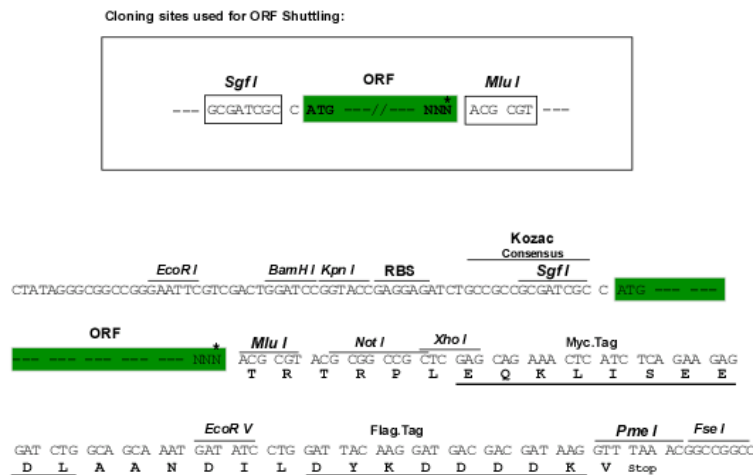 Cloning sites used for ORF Shuttling:
Sgf I ORF Mlu I
*
--- GCGATCGC C ATG ---//--- NNN ACG CGT ---
Kozac
Consensus
EcoR I BamH I Kpn I RBS Sgf I
CTATAGGGCGGCCGGGAATTCGTCGACTGGATCCGGTACCGAGGAGATCTGCCGCCGCGATCGC C ATG --- ---
ORF
* Mlu I Not I Xho I Myc.Tag
--- --- --- --- --- --- NNN ACG CGT ACG CGG CCG CTC GAG CAG AAA CTC ATC TCA GAA GAG
T R T R P L E Q K L I S E E
EcoR V Flag.Tag Pme I Fse I
GAT CTG GCA GCA AAT GAT ATC CTG GAT TAC AAG GAT GAC GAC GAT AAG GTT TAA ACGGCCGGCC
D L A A N D I L D Y K D D D D K V Stop